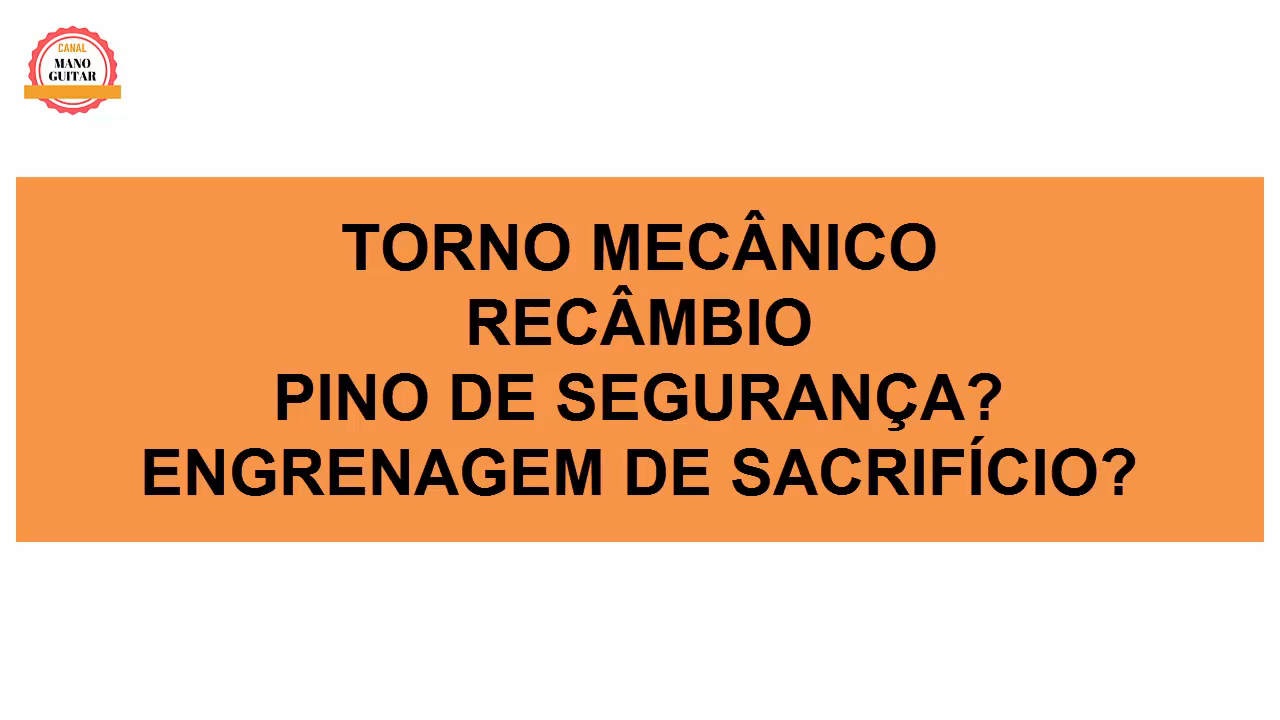 CANAL
MANO
GUITAR
TORNO MECÂNICO
RECÂMBIO
PINO DE SEGURANÇA?
ENGRENAGEM DE SACRIFÍCIO?